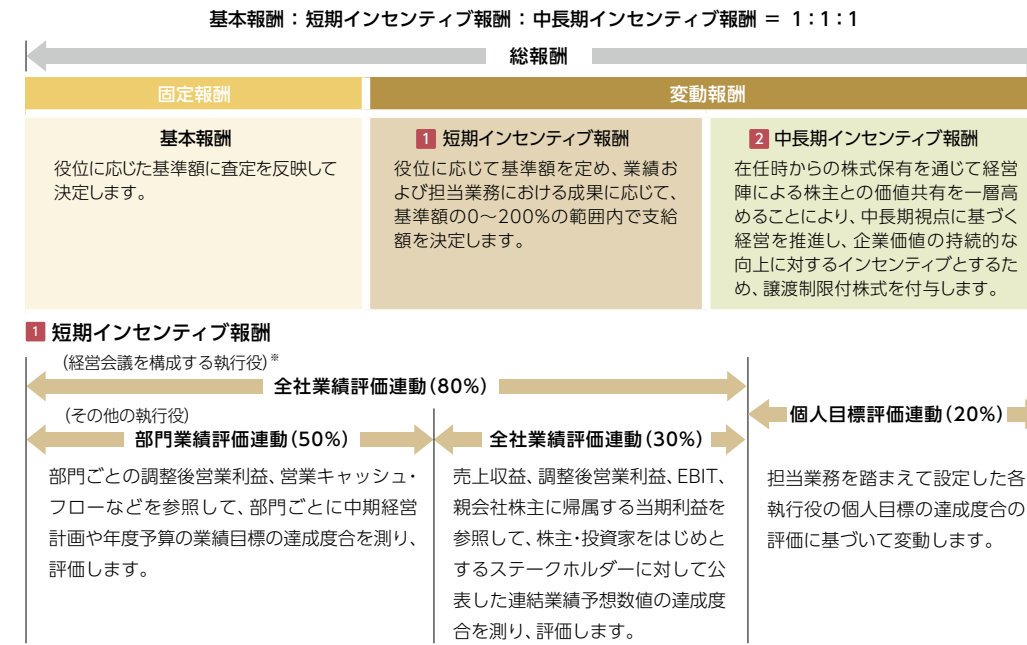 基本報酬：短期インセンティブ報酬：中長期インセンティブ報酬 ＝ 1：1：1
総報酬
固定報酬
変動報酬
基本報酬
役位に応じた基準額に査定を反映して
決定します。
1 短期インセンティブ報酬
役位に応じて基準額を定め、業績お
よび担当業務における成果に応じて、
基準額の0～200%の範囲内で支給
額を決定します。
2 中長期インセンティブ報酬
在任時からの株式保有を通じて経営
陣による株主との価値共有を一層高
めることにより、中長期視点に基づく
経営を推進し、企業価値の持続的な
向上に対するインセンティブとするた
め、譲渡制限付株式を付与します。
1 短期インセンティブ報酬
（経営会議を構成する執行役）※
全社業績評価連動（80%）
（その他の執行役）
部門業績評価連動（50%）
部門ごとの調整後営業利益、営業キャッシュ・
フローなどを参照して、部門ごとに中期経営
計画や年度予算の業績目標の達成度合を測り、
評価します。
全社業績評価連動（30%）
売上収益、調整後営業利益、EBIT、
親会社株主に帰属する当期利益を
参照して、株主・投資家をはじめと
するステークホルダーに対して公
表した連結業績予想数値の達成度
合を測り、評価します。
個人目標評価連動（20%）
担当業務を踏まえて設定した各
執行役の個人目標の達成度合の
評価に基づいて変動します。